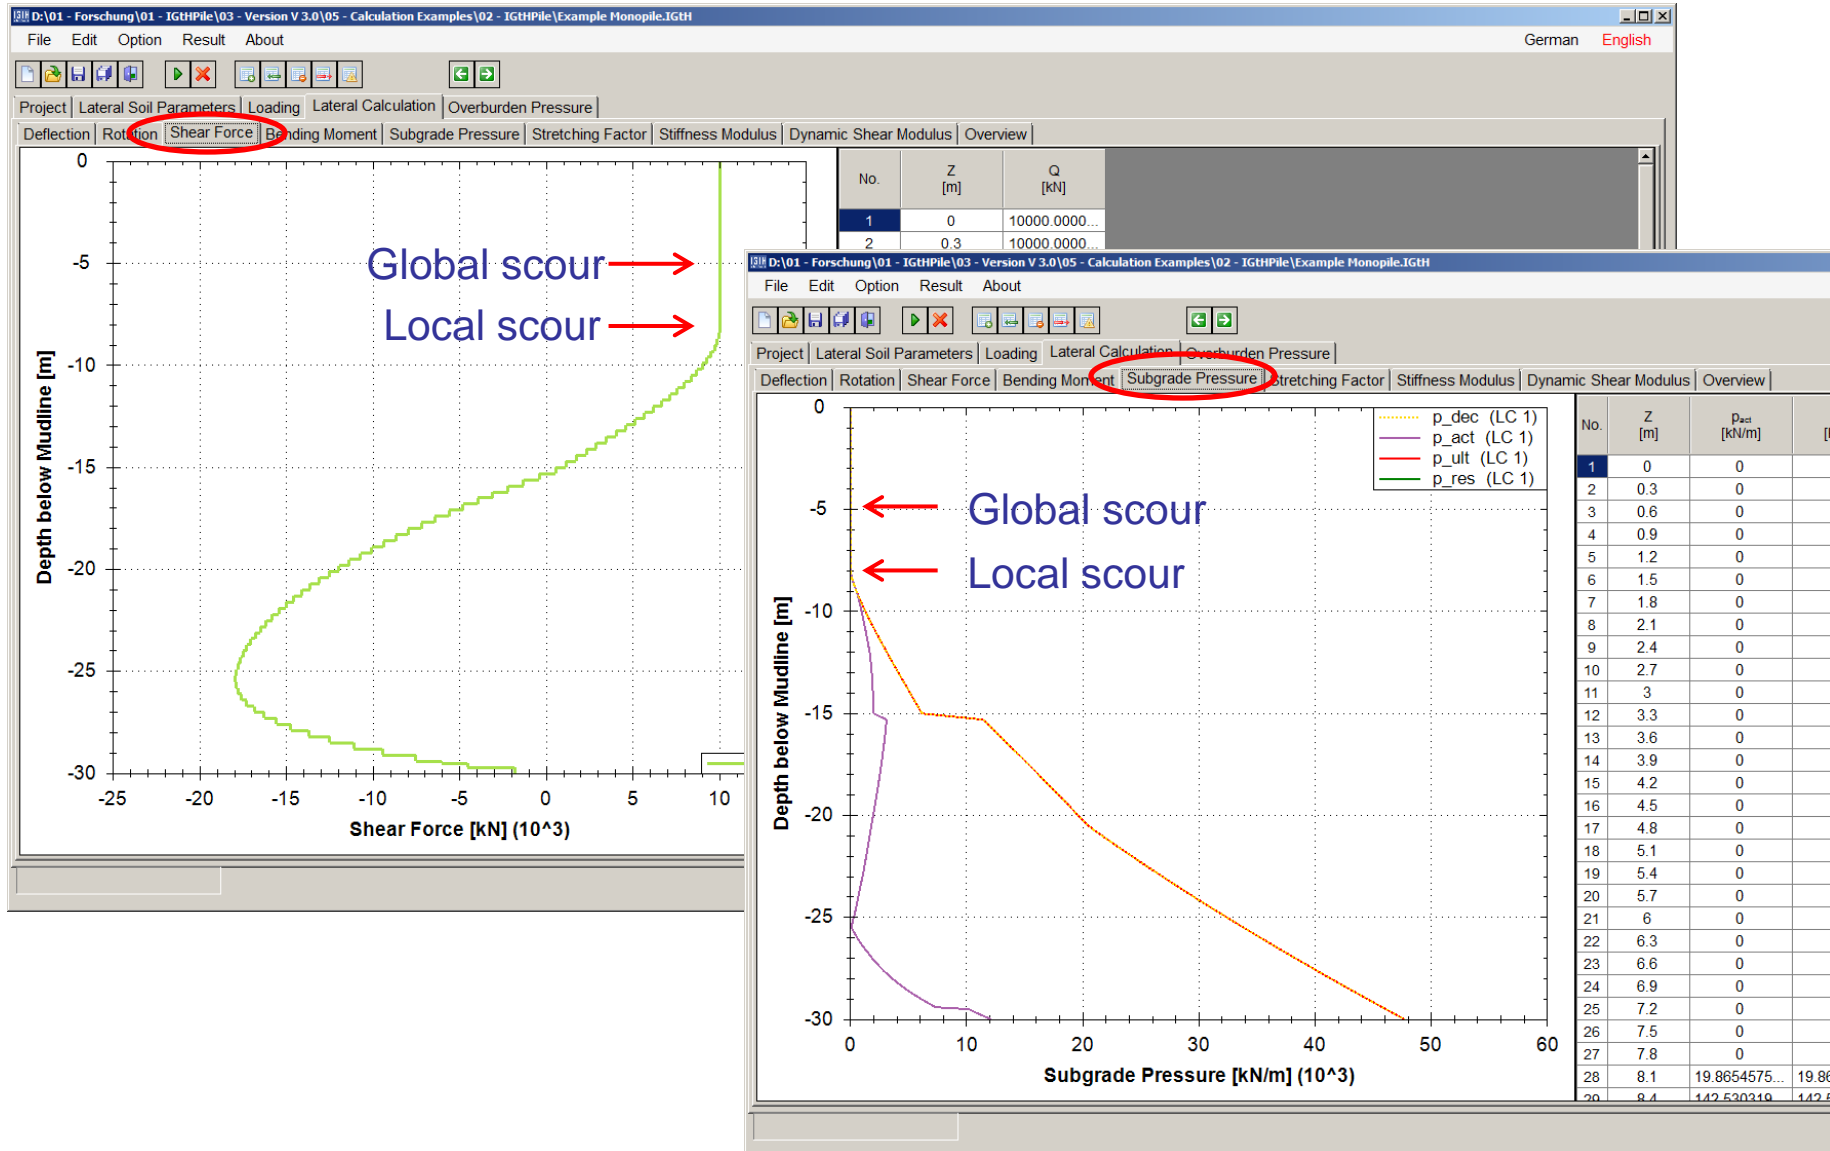 D:\01 - Forschung\01 - IGtHPile\03 - Version V 3.0\05 - Calculation Examples\02 - IGtHPile\Example Monopile.IGtH
File Edit Option Result About German English
Project Lateral Soil Parameters Loading Lateral Calculation Overburden Pressure
Deflection Rotation Shear Force Bending Moment Subgrade Pressure Stretching Factor Stiffness Modulus Dynamic Shear Modulus Overview
No. Z [m] Q [kN]
1 0 10000.0000...
2 0.3 10000.0000...
0
-5
-10
-15
-20
-25
-30
Depth below Mudline [m]
Global scour
Local scour
-25 -20 -15 -10 -5 0 5 10
Shear Force [kN] (10^3)
D:\01 - Forschung\01 - IGtHPile\03 - Version V 3.0\05 - Calculation Examples\02 - IGtHPile\Example Monopile.IGtH
File Edit Option Result About
Project Lateral Soil Parameters Loading Lateral Calculation Overburden Pressure
Deflection Rotation Shear Force Bending Moment Subgrade Pressure Stretching Factor Stiffness Modulus Dynamic Shear Modulus Overview
0
-5
-10
-15
-20
-25
-30
Depth below Mudline [m]
p_dec (LC 1)
p_act (LC 1)
p_ult (LC 1)
p_res (LC 1)
Global scour
Local scour
0 10 20 30 40 50 60
Subgrade Pressure [kN/m] (10^3)
No. Z [m] pact [kN/m]
1 0 0
2 0.3 0
3 0.6 0
4 0.9 0
5 1.2 0
6 1.5 0
7 1.8 0
8 2.1 0
9 2.4 0
10 2.7 0
11 3 0
12 3.3 0
13 3.6 0
14 3.9 0
15 4.2 0
16 4.5 0
17 4.8 0
18 5.1 0
19 5.4 0
20 5.7 0
21 6 0
22 6.3 0
23 6.6 0
24 6.9 0
25 7.2 0
26 7.5 0
27 7.8 0
28 8.1 19.8654575... 19.86
29 8.4 142.530319...